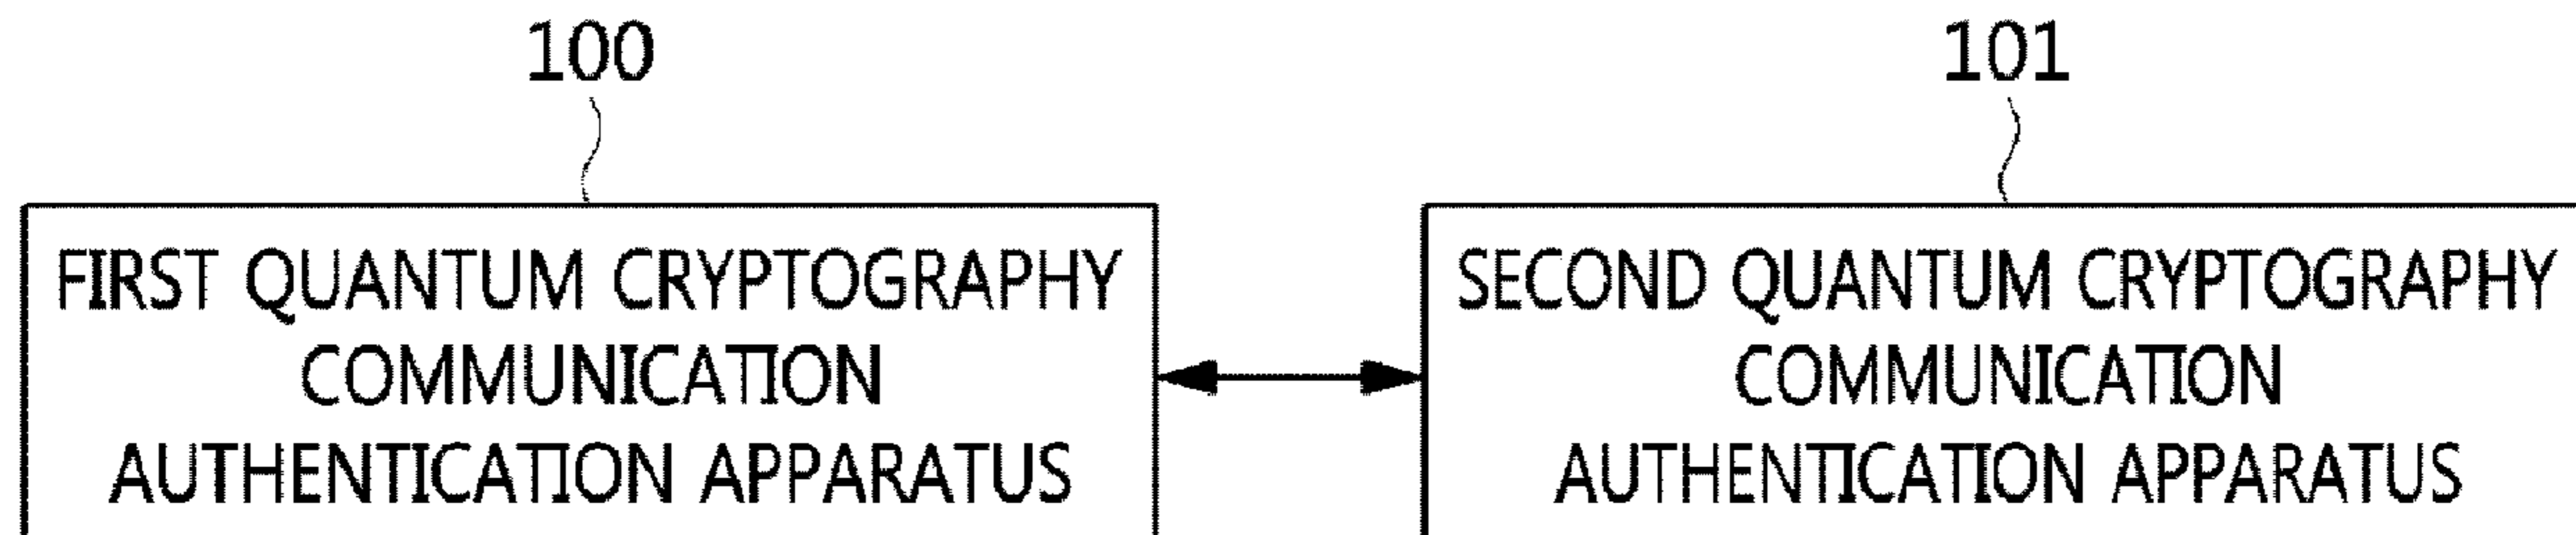 100
101
FIRST QUANTUM CRYPTOGRAPHY
COMMUNICATION
AUTHENTICATION APPARATUS
SECOND QUANTUM CRYPTOGRAPHY
COMMUNICATION
AUTHENTICATION APPARATUS